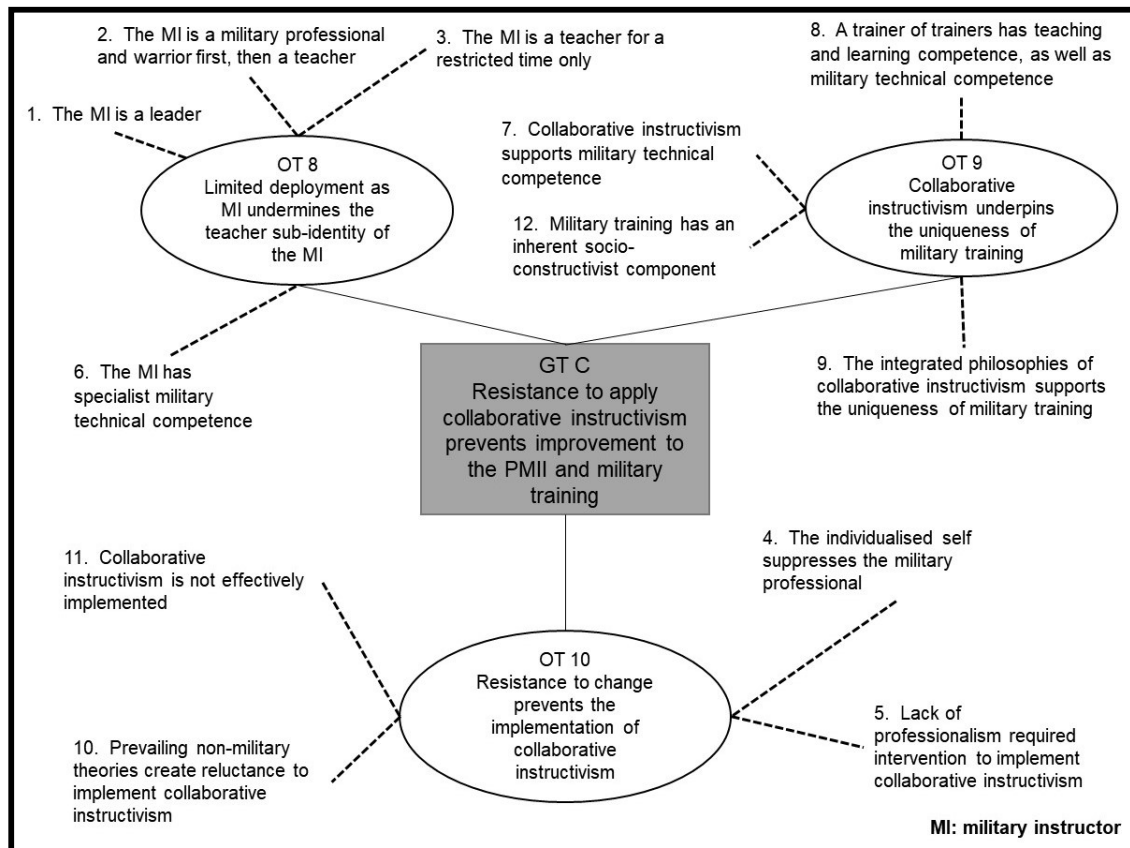 2. The MI is a military professional
and warrior first, then a teacher
3. The MI is a teacher for a
restricted time only
8. A trainer of trainers has teaching
and learning competence, as well as
military technical competence
1. The MI is a leader
7. Collaborative instructivism
supports military technical
competence
OT 8
Limited deployment as
MI undermines the
teacher sub-identity of
the MI
OT 9
Collaborative
instructivism underpins
the uniqueness of
military training
12. Military training has an
inherent socio-
constructivist component
6. The MI has
specialist military
technical competence
GT C
Resistance to apply
collaborative instructivism
prevents improvement to
the PMII and military
training
9. The integrated philosophies of
collaborative instructivism supports
the uniqueness of military training
11. Collaborative
instructivism is not effectively
implemented
4. The individualised self
suppresses the military
professional
OT 10
Resistance to change
prevents the
implementation of
collaborative
instructivism
10. Prevailing non-military
theories create reluctance to
implement collaborative
instructivism
5. Lack of
professionalism required
intervention to implement
collaborative instructivism
MI: military instructor